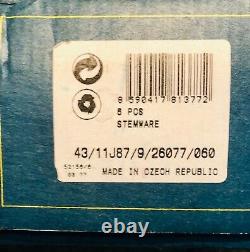 8 590417 813772
6 PCS
STEMWARE
43/11J87/9/26077/060
MADE IN CZECH REPUBLIC